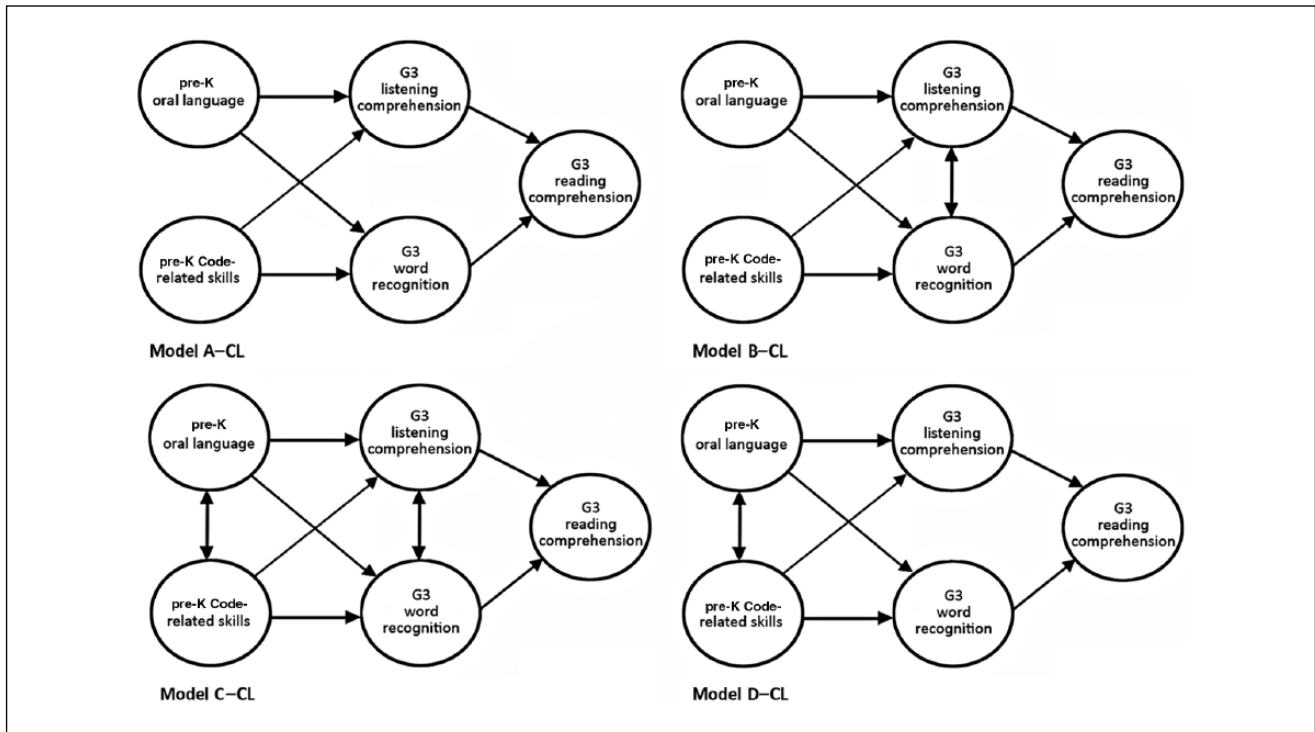 pre-K
oral language
G3
listening
comprehension
G3
reading
comprehension
pre-K Code-
related skills
G3
word
recognition
Model A–CL
pre-K
oral language
G3
listening
comprehension
G3
reading
comprehension
pre-K Code-
related skills
G3
word
recognition
Model B–CL
pre-K
oral language
G3
listening
comprehension
G3
reading
comprehension
pre-K Code-
related skills
G3
word
recognition
Model C–CL
pre-K
oral language
G3
listening
comprehension
G3
reading
comprehension
pre-K Code-
related skills
G3
word
recognition
Model D–CL